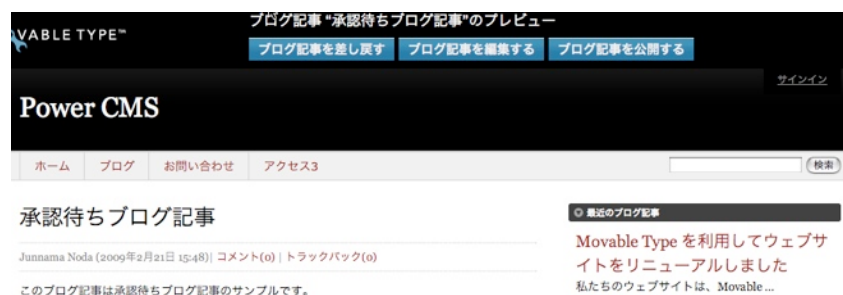 ブログ記事 "承認待ちブログ記事"のプレビュー
VABLE TYPE™
ブログ記事を差し戻す ブログ記事を編集する ブログ記事を公開する
サインイン
Power CMS
ホーム ブログ お問い合わせ アクセス3 検索
承認待ちブログ記事
最近のブログ記事
Movable Type を利用してウェブサ
イトをリニューアルしました
私たちのウェブサイトは、Movable ...
Junnama Noda (2009年2月21日 15:48)| コメント(0) | トラックバック(0)
このブログ記事は承認待ちブログ記事のサンプルです。